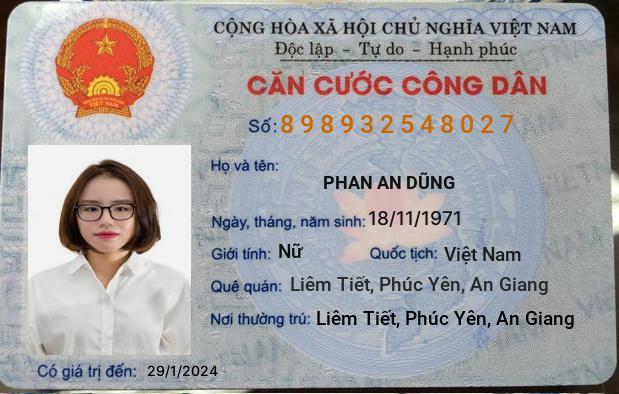 CỘNG HÒA XÃ HỘI CHỦ NGHĨA VIỆT NAM
Độc lập - Tự do - Hạnh phúc
CĂN CƯỚC CÔNG DÂN
Số: 898932548027
Họ và tên:
PHAN AN DŨNG
Ngày, tháng, năm sinh: 18/11/1971
Giới tính: Nữ Quốc tịch: Việt Nam
Quê quán: Liêm Tiết, Phúc Yên, An Giang
Nơi thường trú: Liêm Tiết, Phúc Yên, An Giang
Có giá trị đến: 29/1/2024
VIỆT NAM